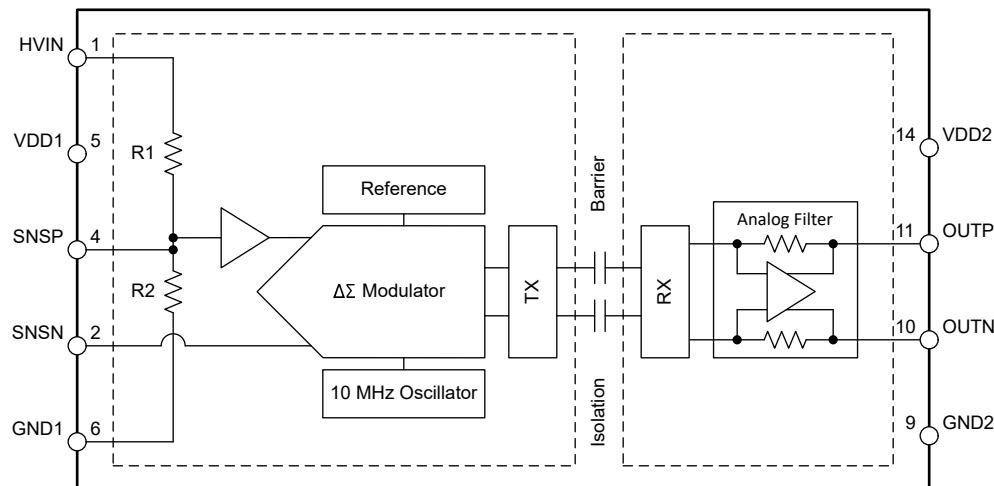 HVIN
1
VDD1
5
R1
SNSP
4
R2
SNSN
2
GND1
6
Reference
ΔΣ Modulator
10 MHz Oscillator
TX
Barrier
Isolation
RX
Analog Filter
14
VDD2
11
OUTP
10
OUTN
9
GND2